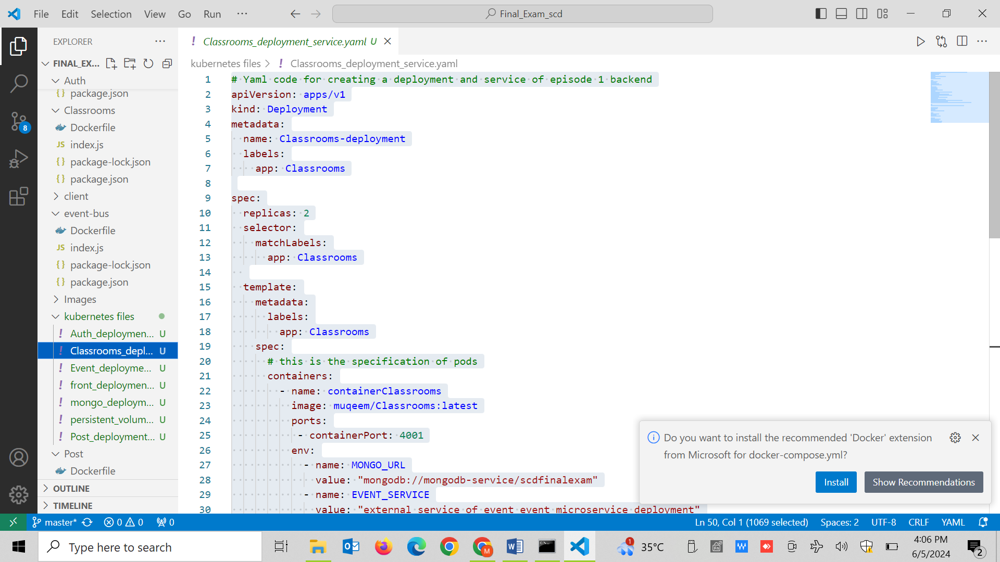 File Edit Selection View Go Run ···
Final_Exam_scd
EXPLORER
FINAL_EX...
Auth
package.json
Classrooms
Dockerfile
index.js
package-lock.json
package.json
client
event-bus
Dockerfile
index.js
package-lock.json
package.json
Images
kubernetes files
! Auth_deploymen... U
! Classrooms_depl... U
! Event_deployme... U
! front_deploymen... U
! mongo_deploym... U
! persistent_volum... U
! Post_deployment... U
Post
Dockerfile
OUTLINE
TIMELINE
8
! Classrooms_deployment_service.yaml U
kubernetes files > ! Classrooms_deployment_service.yaml
1 # Yaml code for creating a deployment and service of episode 1 backend
2 apiVersion: apps/v1
3 kind: Deployment
4 metadata:
5   name: Classrooms-deployment
6   labels:
7     app: Classrooms
8
9 spec:
10   replicas: 2
11   selector:
12     matchLabels:
13       app: Classrooms
14
15   template:
16     metadata:
17       labels:
18         app: Classrooms
19     spec:
20       # this is the specification of pods
21       containers:
22         - name: containerClassrooms
23           image: muqeem/Classrooms:latest
24           ports:
25            - containerPort: 4001
26           env:
27             - name: MONGO_URL
28               value: "mongodb://mongodb-service/scdfinalexam"
29             - name: EVENT_SERVICE
30               value: "external service of event event microservice deployment"
Do you want to install the recommended 'Docker' extension
from Microsoft for docker-compose.yml?
Install Show Recommendations
master* 0 0 0 Ln 50, Col 1 (1069 selected) Spaces: 2 UTF-8 CRLF YAML
Type here to search
M
1
35°C
Fn
4:06 PM
6/5/2024
2